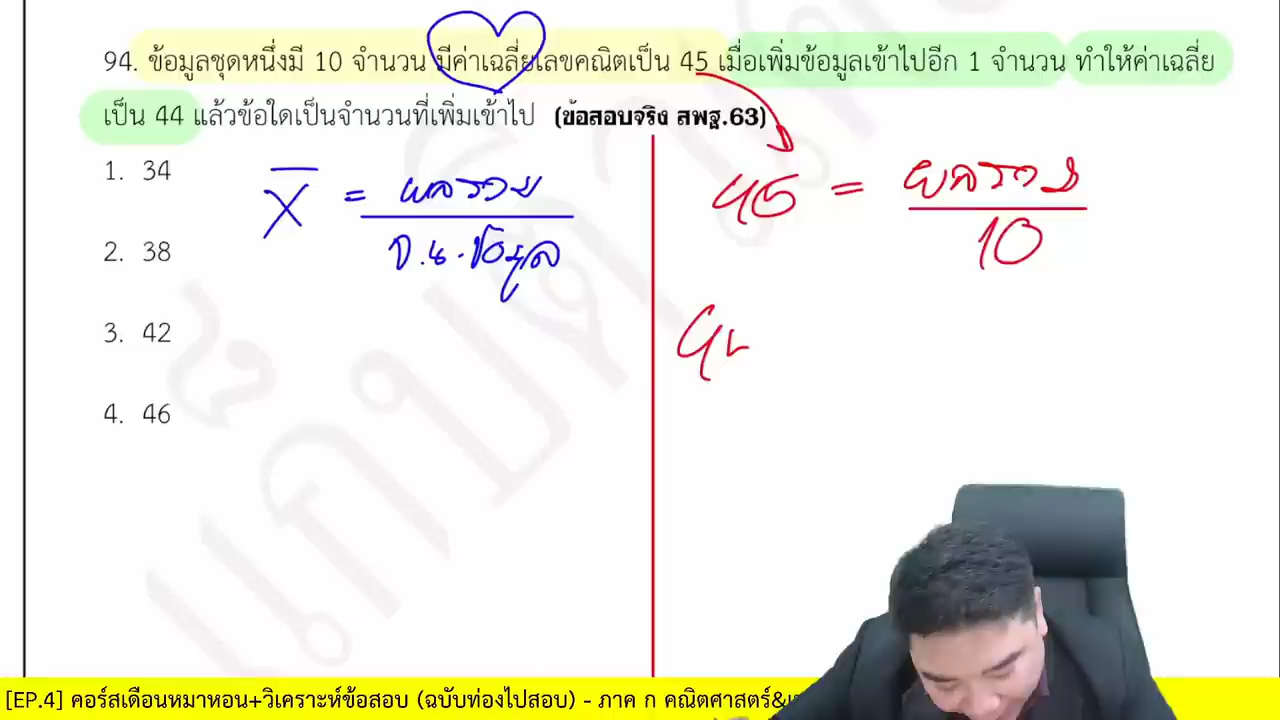 94. ข้อมูลชุดหนึ่งมี 10 จำนวน มีค่าเฉลี่ยเลขคณิตเป็น 45 เมื่อเพิ่มข้อมูลเข้าไปอีก 1 จำนวน ทำให้ค่าเฉลี่ย
เป็น 44 แล้วข้อใดเป็นจำนวนที่เพิ่มเข้าไป (ข้อสอบจริง สพฐ.63)
1. 34
2. 38
3. 42
4. 46
X̄ = ผลรวม
จ.น.ข้อมูล
45 = ผลรวม
10
45
แก๊ปติว
[EP.4] คอร์สเดือนหมาหอน+วิเคราะห์ข้อสอบ (ฉบับท่องไปสอบ) - ภาค ก คณิตศาสตร์&